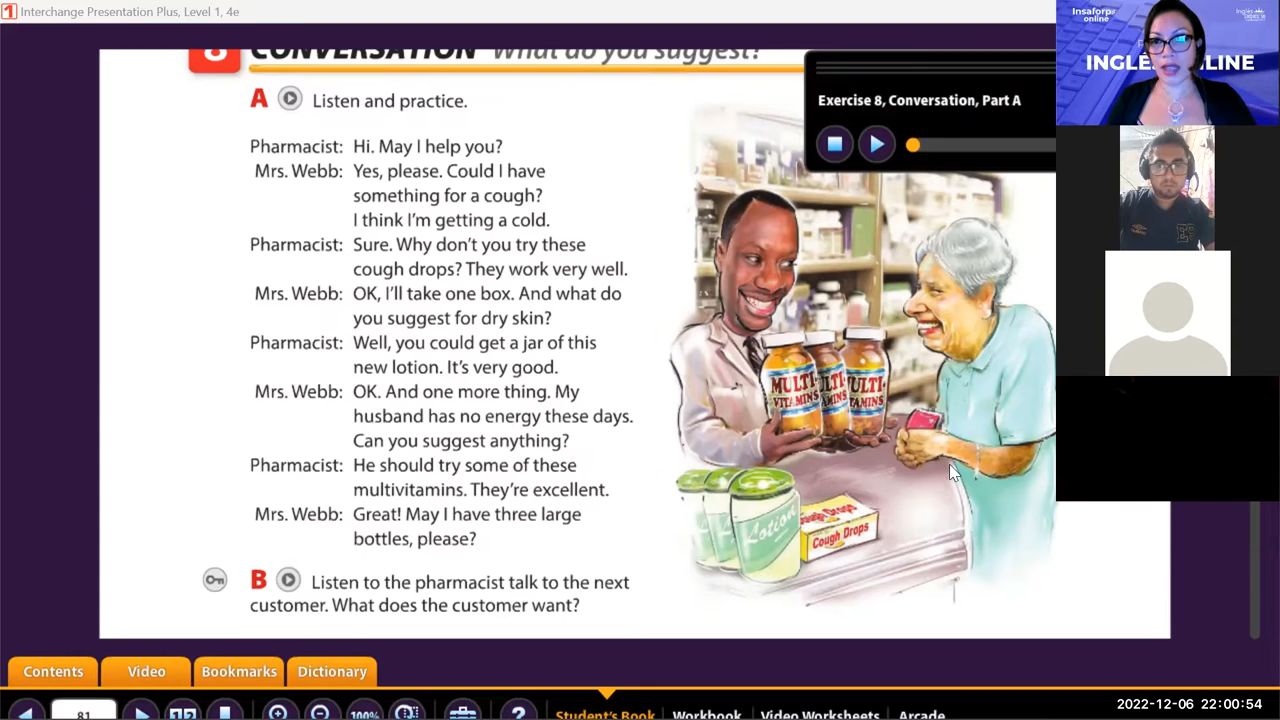 Interchange Presentation Plus, Level 1, 4e
8 CONVERSATION What do you suggest?
A Listen and practice.
Pharmacist: Hi. May I help you?
Mrs. Webb: Yes, please. Could I have
something for a cough?
I think I'm getting a cold.
Pharmacist: Sure. Why don't you try these
cough drops? They work very well.
Mrs. Webb: OK, I'll take one box. And what do
you suggest for dry skin?
Pharmacist: Well, you could get a jar of this
new lotion. It's very good.
Mrs. Webb: OK. And one more thing. My
husband has no energy these days.
Can you suggest anything?
Pharmacist: He should try some of these
multivitamins. They're excellent.
Mrs. Webb: Great! May I have three large
bottles, please?
B Listen to the pharmacist talk to the next
customer. What does the customer want?
Exercise 8, Conversation, Part A
MULTI-
VITAMINS
Lotion
Cough Drops
Cough Drops
Insaforp
online
INGLÉS ONLINE
Contents
Video
Bookmarks
Dictionary
81
100%
?
Student's Book
Workbook
Video Worksheets
Arcade
2022-12-06 22:00:54